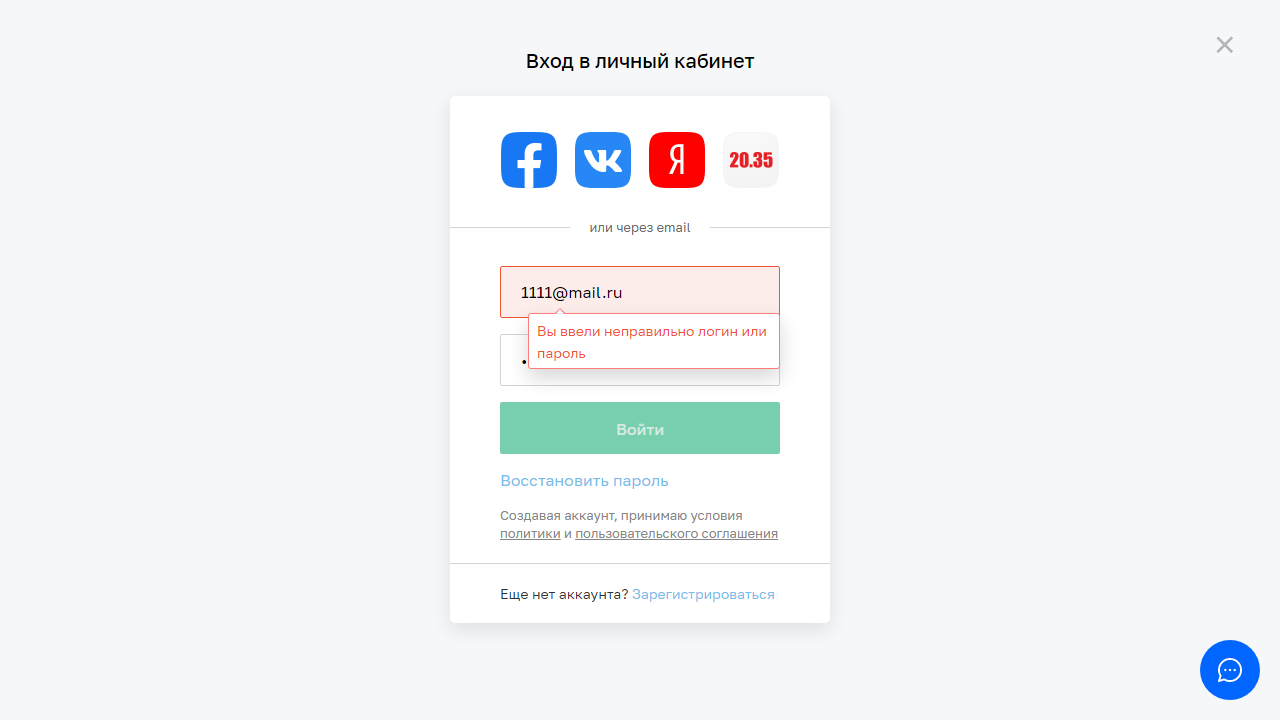 Вход в личный кабинет
20.35
или через email
1111@mail.ru
Вы ввели неправильно логин или
пароль
Войти
Восстановить пароль
Создавая аккаунт, принимаю условия
политики и пользовательского соглашения
Еще нет аккаунта? Зарегистрироваться